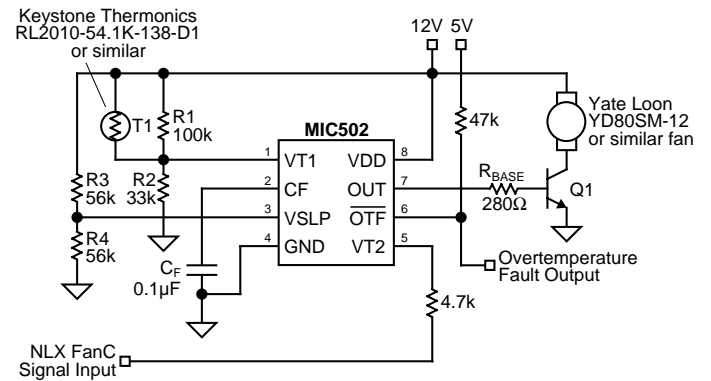 Keystone Thermonics
RL2010-54.1K-138-D1
or similar
12V 5V
T1
R1
100k
47k
Yate Loon
YD80SM-12
or similar fan
MIC502
1 VT1 VDD 8
R3
56k
R2
33k
2 CF OUT 7
RBASE
280Ω
Q1
3 VSLP OTF 6
R4
56k
4 GND VT2 5
CF
0.1µF
Overtemperature
Fault Output
4.7k
NLX FanC
Signal Input